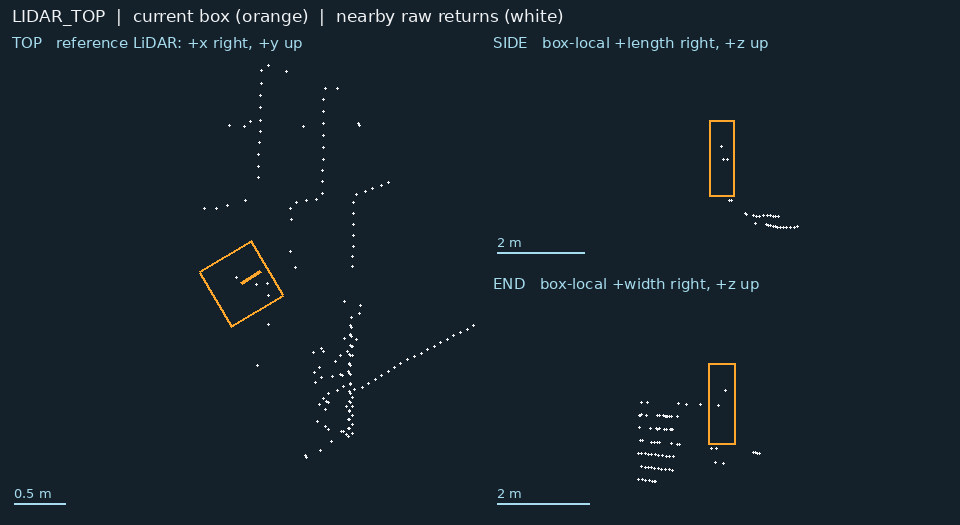 LIDAR_TOP | current box (orange) | nearby raw returns (white)
TOP reference LiDAR: +x right, +y up
SIDE box-local +length right, +z up
2 m
END box-local +width right, +z up
0.5 m
2 m